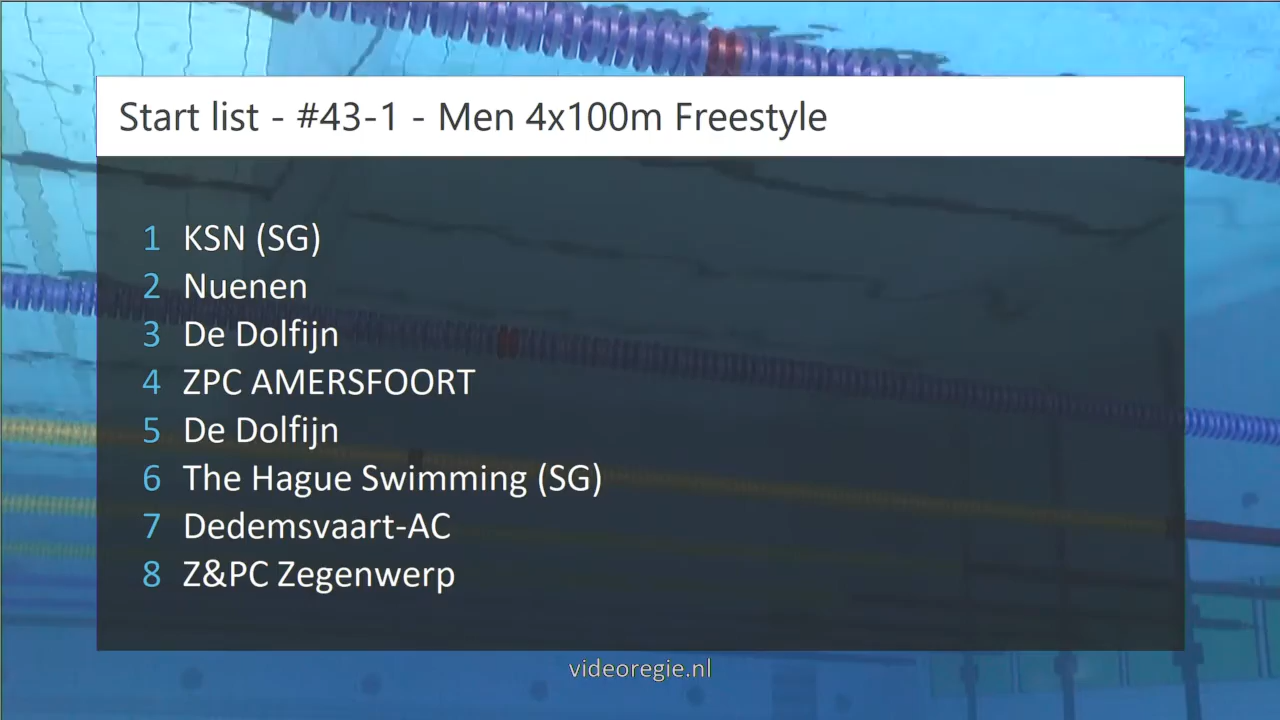 Start list - #43-1 - Men 4x100m Freestyle
1 KSN (SG)
2 Nuenen
3 De Dolfijn
4 ZPC AMERSFOORT
5 De Dolfijn
6 The Hague Swimming (SG)
7 Dedemsvaart-AC
8 Z&PC Zegenwerp
videoregie.nl